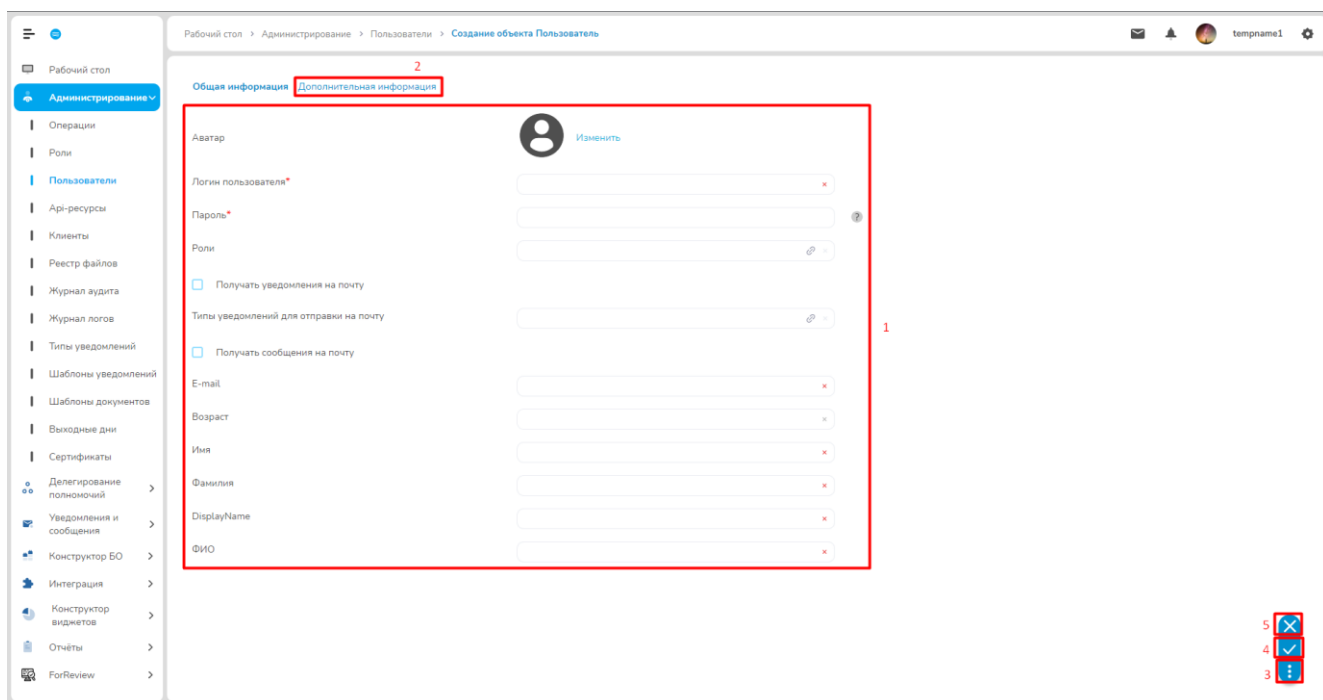 Рабочий стол > Администрирование > Пользователи > Создание объекта Пользователь
tempname1
Рабочий стол
Администрирование
Операции
Роли
Пользователи
Api-ресурсы
Клиенты
Реестр файлов
Журнал аудита
Журнал логов
Типы уведомлений
Шаблоны уведомлений
Шаблоны документов
Выходные дни
Сертификаты
Делегирование
полномочий
Уведомления и
сообщения
Конструктор БО
Интеграция
Конструктор
виджетов
Отчёты
ForReview
2
Общая информация Дополнительная информация
Аватар Изменить
Логин пользователя*
Пароль* ?
Роли
Получать уведомления на почту
Типы уведомлений для отправки на почту
1
Получать сообщения на почту
E-mail
Возраст
Имя
Фамилия
DisplayName
ФИО
5
4
3